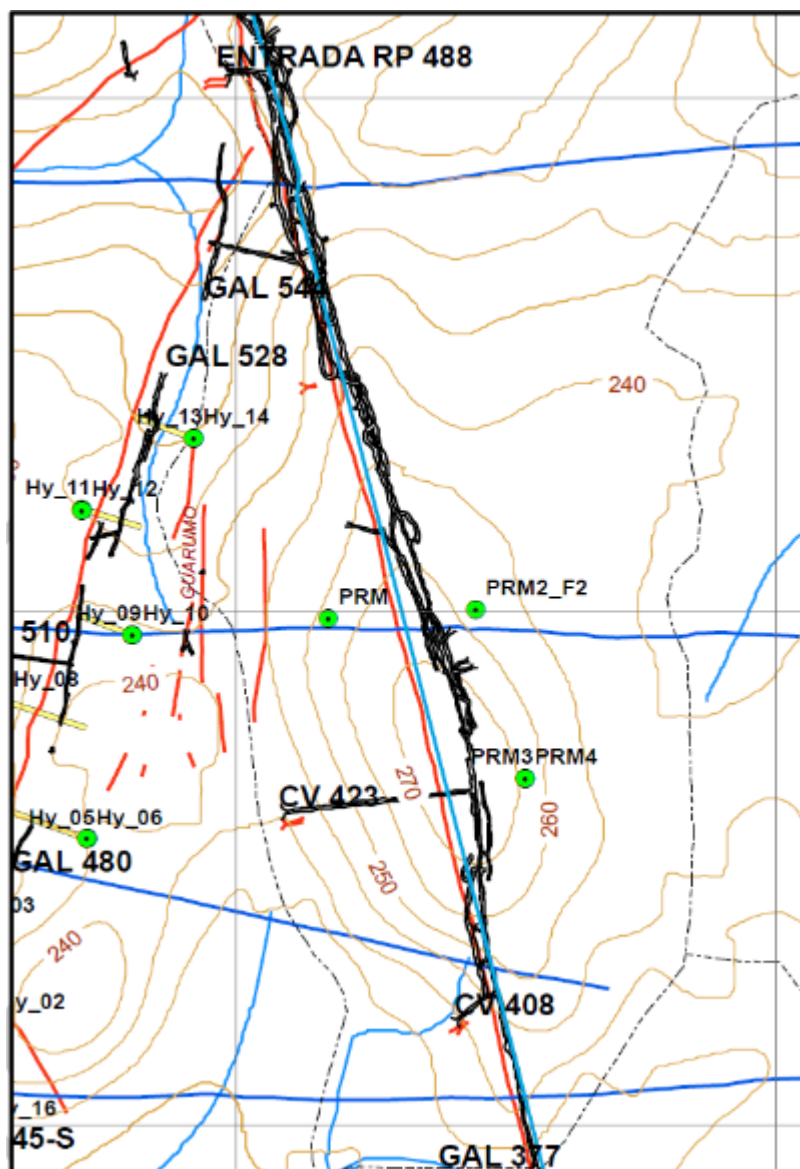 ENTRADA RP 488
GAL 544
GAL 528
240
Hy_13Hy_14
Hy_11Hy_12
GUARUMO
PRM
PRM2_F2
Hy_09Hy_10
510
Hy_08
240
PRM3PRM4
270
CV 423
260
Hy_05Hy_06
GAL 480
250
03
240
y_02
CV 408
y_16
45-S
GAL 377